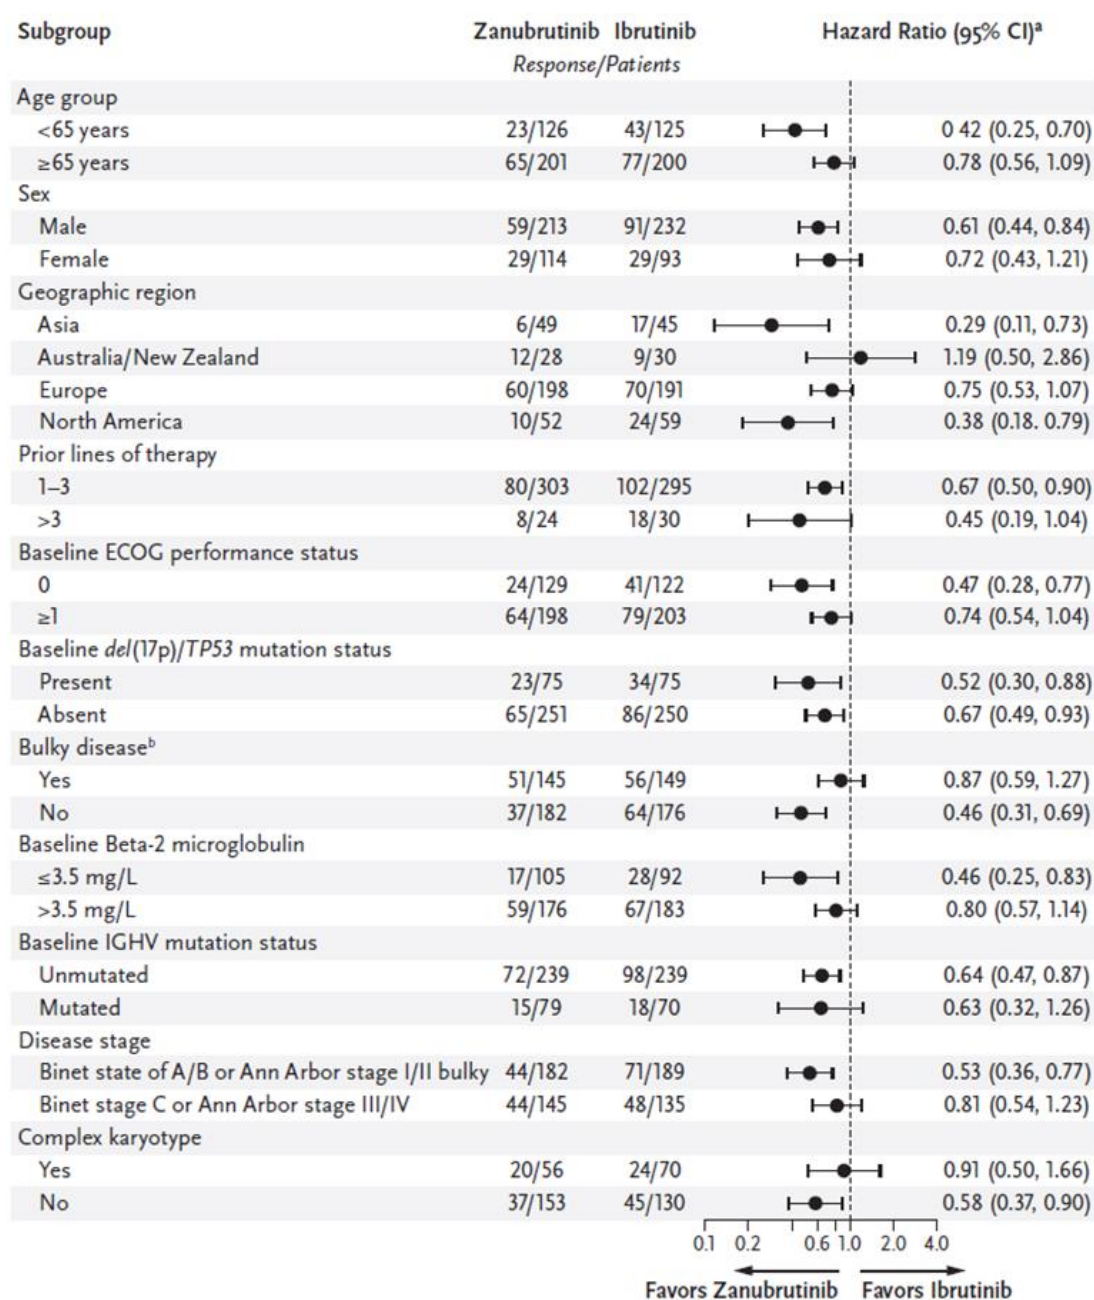 Subgroup Zanubrutinib Ibrutinib Hazard Ratio (95% CI)ᵃ
Response/Patients
Age group
<65 years 23/126 43/125 0 42 (0.25, 0.70)
≥65 years 65/201 77/200 0.78 (0.56, 1.09)
Sex
Male 59/213 91/232 0.61 (0.44, 0.84)
Female 29/114 29/93 0.72 (0.43, 1.21)
Geographic region
Asia 6/49 17/45 0.29 (0.11, 0.73)
Australia/New Zealand 12/28 9/30 1.19 (0.50, 2.86)
Europe 60/198 70/191 0.75 (0.53, 1.07)
North America 10/52 24/59 0.38 (0.18. 0.79)
Prior lines of therapy
1–3 80/303 102/295 0.67 (0.50, 0.90)
>3 8/24 18/30 0.45 (0.19, 1.04)
Baseline ECOG performance status
0 24/129 41/122 0.47 (0.28, 0.77)
≥1 64/198 79/203 0.74 (0.54, 1.04)
Baseline del(17p)/TP53 mutation status
Present 23/75 34/75 0.52 (0.30, 0.88)
Absent 65/251 86/250 0.67 (0.49, 0.93)
Bulky diseaseᵇ
Yes 51/145 56/149 0.87 (0.59, 1.27)
No 37/182 64/176 0.46 (0.31, 0.69)
Baseline Beta-2 microglobulin
≤3.5 mg/L 17/105 28/92 0.46 (0.25, 0.83)
>3.5 mg/L 59/176 67/183 0.80 (0.57, 1.14)
Baseline IGHV mutation status
Unmutated 72/239 98/239 0.64 (0.47, 0.87)
Mutated 15/79 18/70 0.63 (0.32, 1.26)
Disease stage
Binet state of A/B or Ann Arbor stage I/II bulky 44/182 71/189 0.53 (0.36, 0.77)
Binet stage C or Ann Arbor stage III/IV 44/145 48/135 0.81 (0.54, 1.23)
Complex karyotype
Yes 20/56 24/70 0.91 (0.50, 1.66)
No 37/153 45/130 0.58 (0.37, 0.90)
0.1 0.2 0.6 1.0 2.0 4.0
Favors Zanubrutinib Favors Ibrutinib